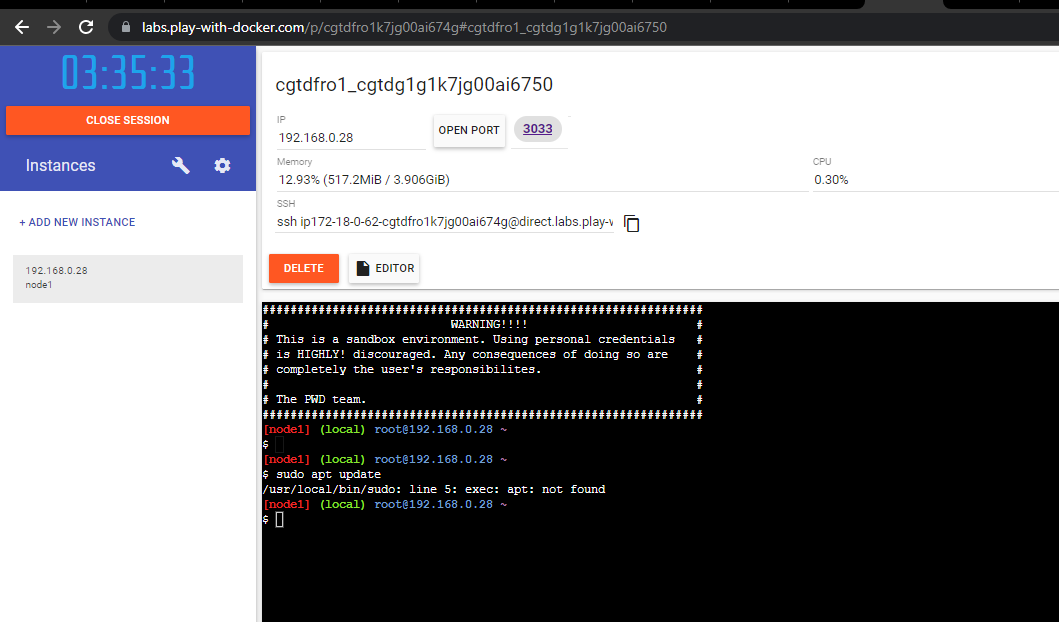 labs.play-with-docker.com/p/cgtdfro1k7jg00ai674g#cgtdfro1_cgtdg1g1k7jg00ai6750
03:35:33
CLOSE SESSION
Instances
+ ADD NEW INSTANCE
192.168.0.28
node1
cgtdfro1_cgtdg1g1k7jg00ai6750
IP
192.168.0.28
OPEN PORT
3033
Memory
12.93% (517.2MiB / 3.906GiB)
CPU
0.30%
SSH
ssh ip172-18-0-62-cgtdfro1k7jg00ai674g@direct.labs.play-v
DELETE
EDITOR
###############################################################
#                          WARNING!!!!                        #
# This is a sandbox environment. Using personal credentials   #
# is HIGHLY! discouraged. Any consequences of doing so are    #
# completely the user's responsibilites.                      #
#                                                             #
# The PWD team.                                               #
###############################################################
[node1] (local) root@192.168.0.28 ~
$
[node1] (local) root@192.168.0.28 ~
$ sudo apt update
/usr/local/bin/sudo: line 5: exec: apt: not found
[node1] (local) root@192.168.0.28 ~
$